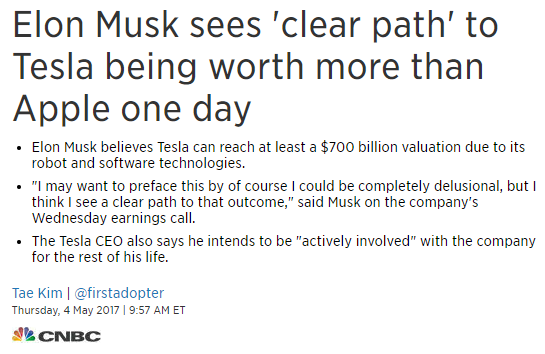 Elon Musk sees 'clear path' to
Tesla being worth more than
Apple one day
• Elon Musk believes Tesla can reach at least a $700 billion valuation due to its
robot and software technologies.
• "I may want to preface this by of course I could be completely delusional, but I
think I see a clear path to that outcome," said Musk on the company's
Wednesday earnings call.
• The Tesla CEO also says he intends to be "actively involved" with the company
for the rest of his life.
Tae Kim | @firstadopter
Thursday, 4 May 2017 | 9:57 AM ET
CNBC